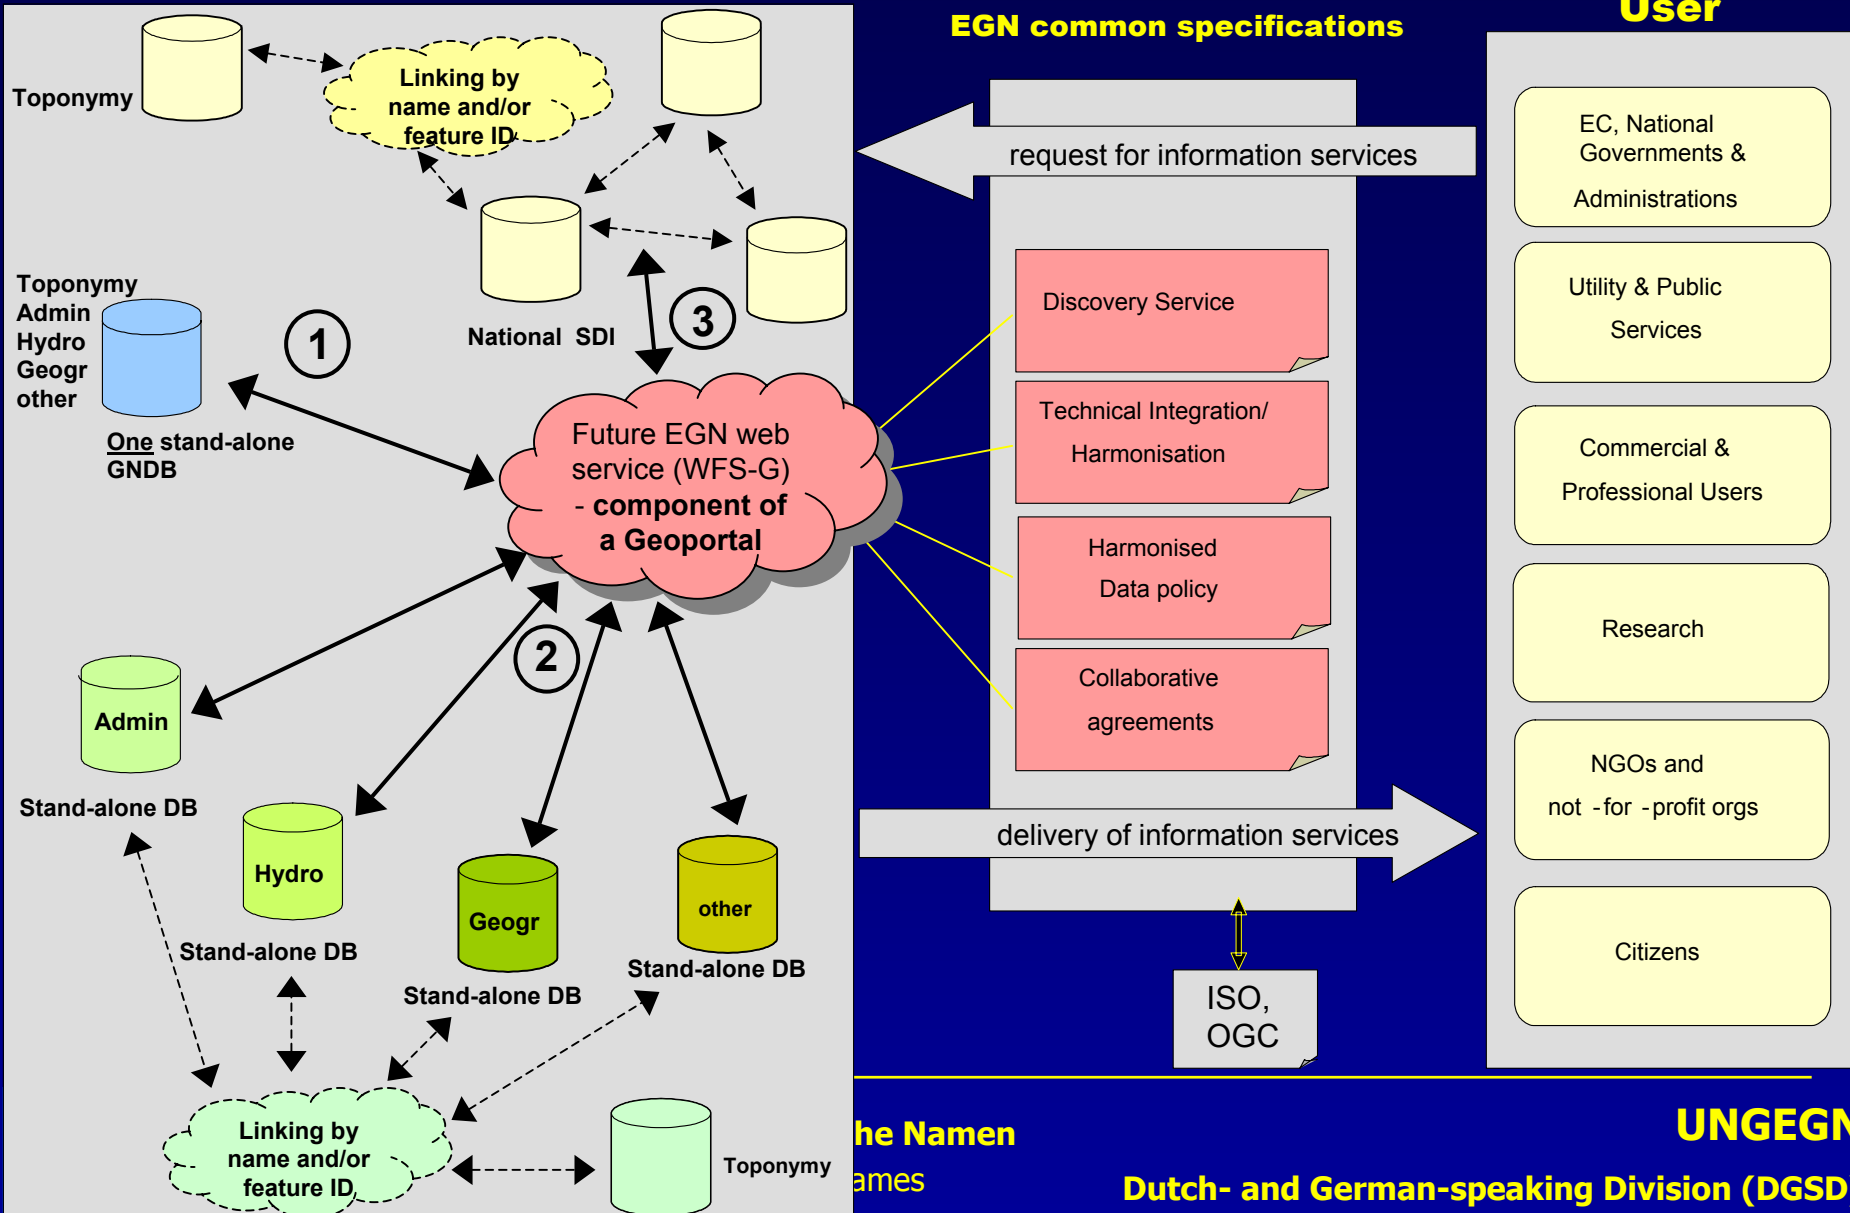 EGN common specifications
User
Toponymy
Linking by
name and/or
feature ID
National SDI
Toponymy
Admin
Hydro
Geogr
other
One stand-alone
GNDB
1
3
2
Future EGN web
service (WFS-G)
- component of
a Geoportal
Admin
Stand-alone DB
Hydro
Stand-alone DB
Geogr
Stand-alone DB
other
Stand-alone DB
Linking by
name and/or
feature ID
Toponymy
request for information services
Discovery Service
Technical Integration/
Harmonisation
Harmonised
Data policy
Collaborative
agreements
delivery of information services
ISO,
OGC
EC, National
Governments &
Administrations
Utility & Public
Services
Commercial &
Professional Users
Research
NGOs and
not -for -profit orgs
Citizens
he Namen
ames
UNGEGN
Dutch- and German-speaking Division (DGSD